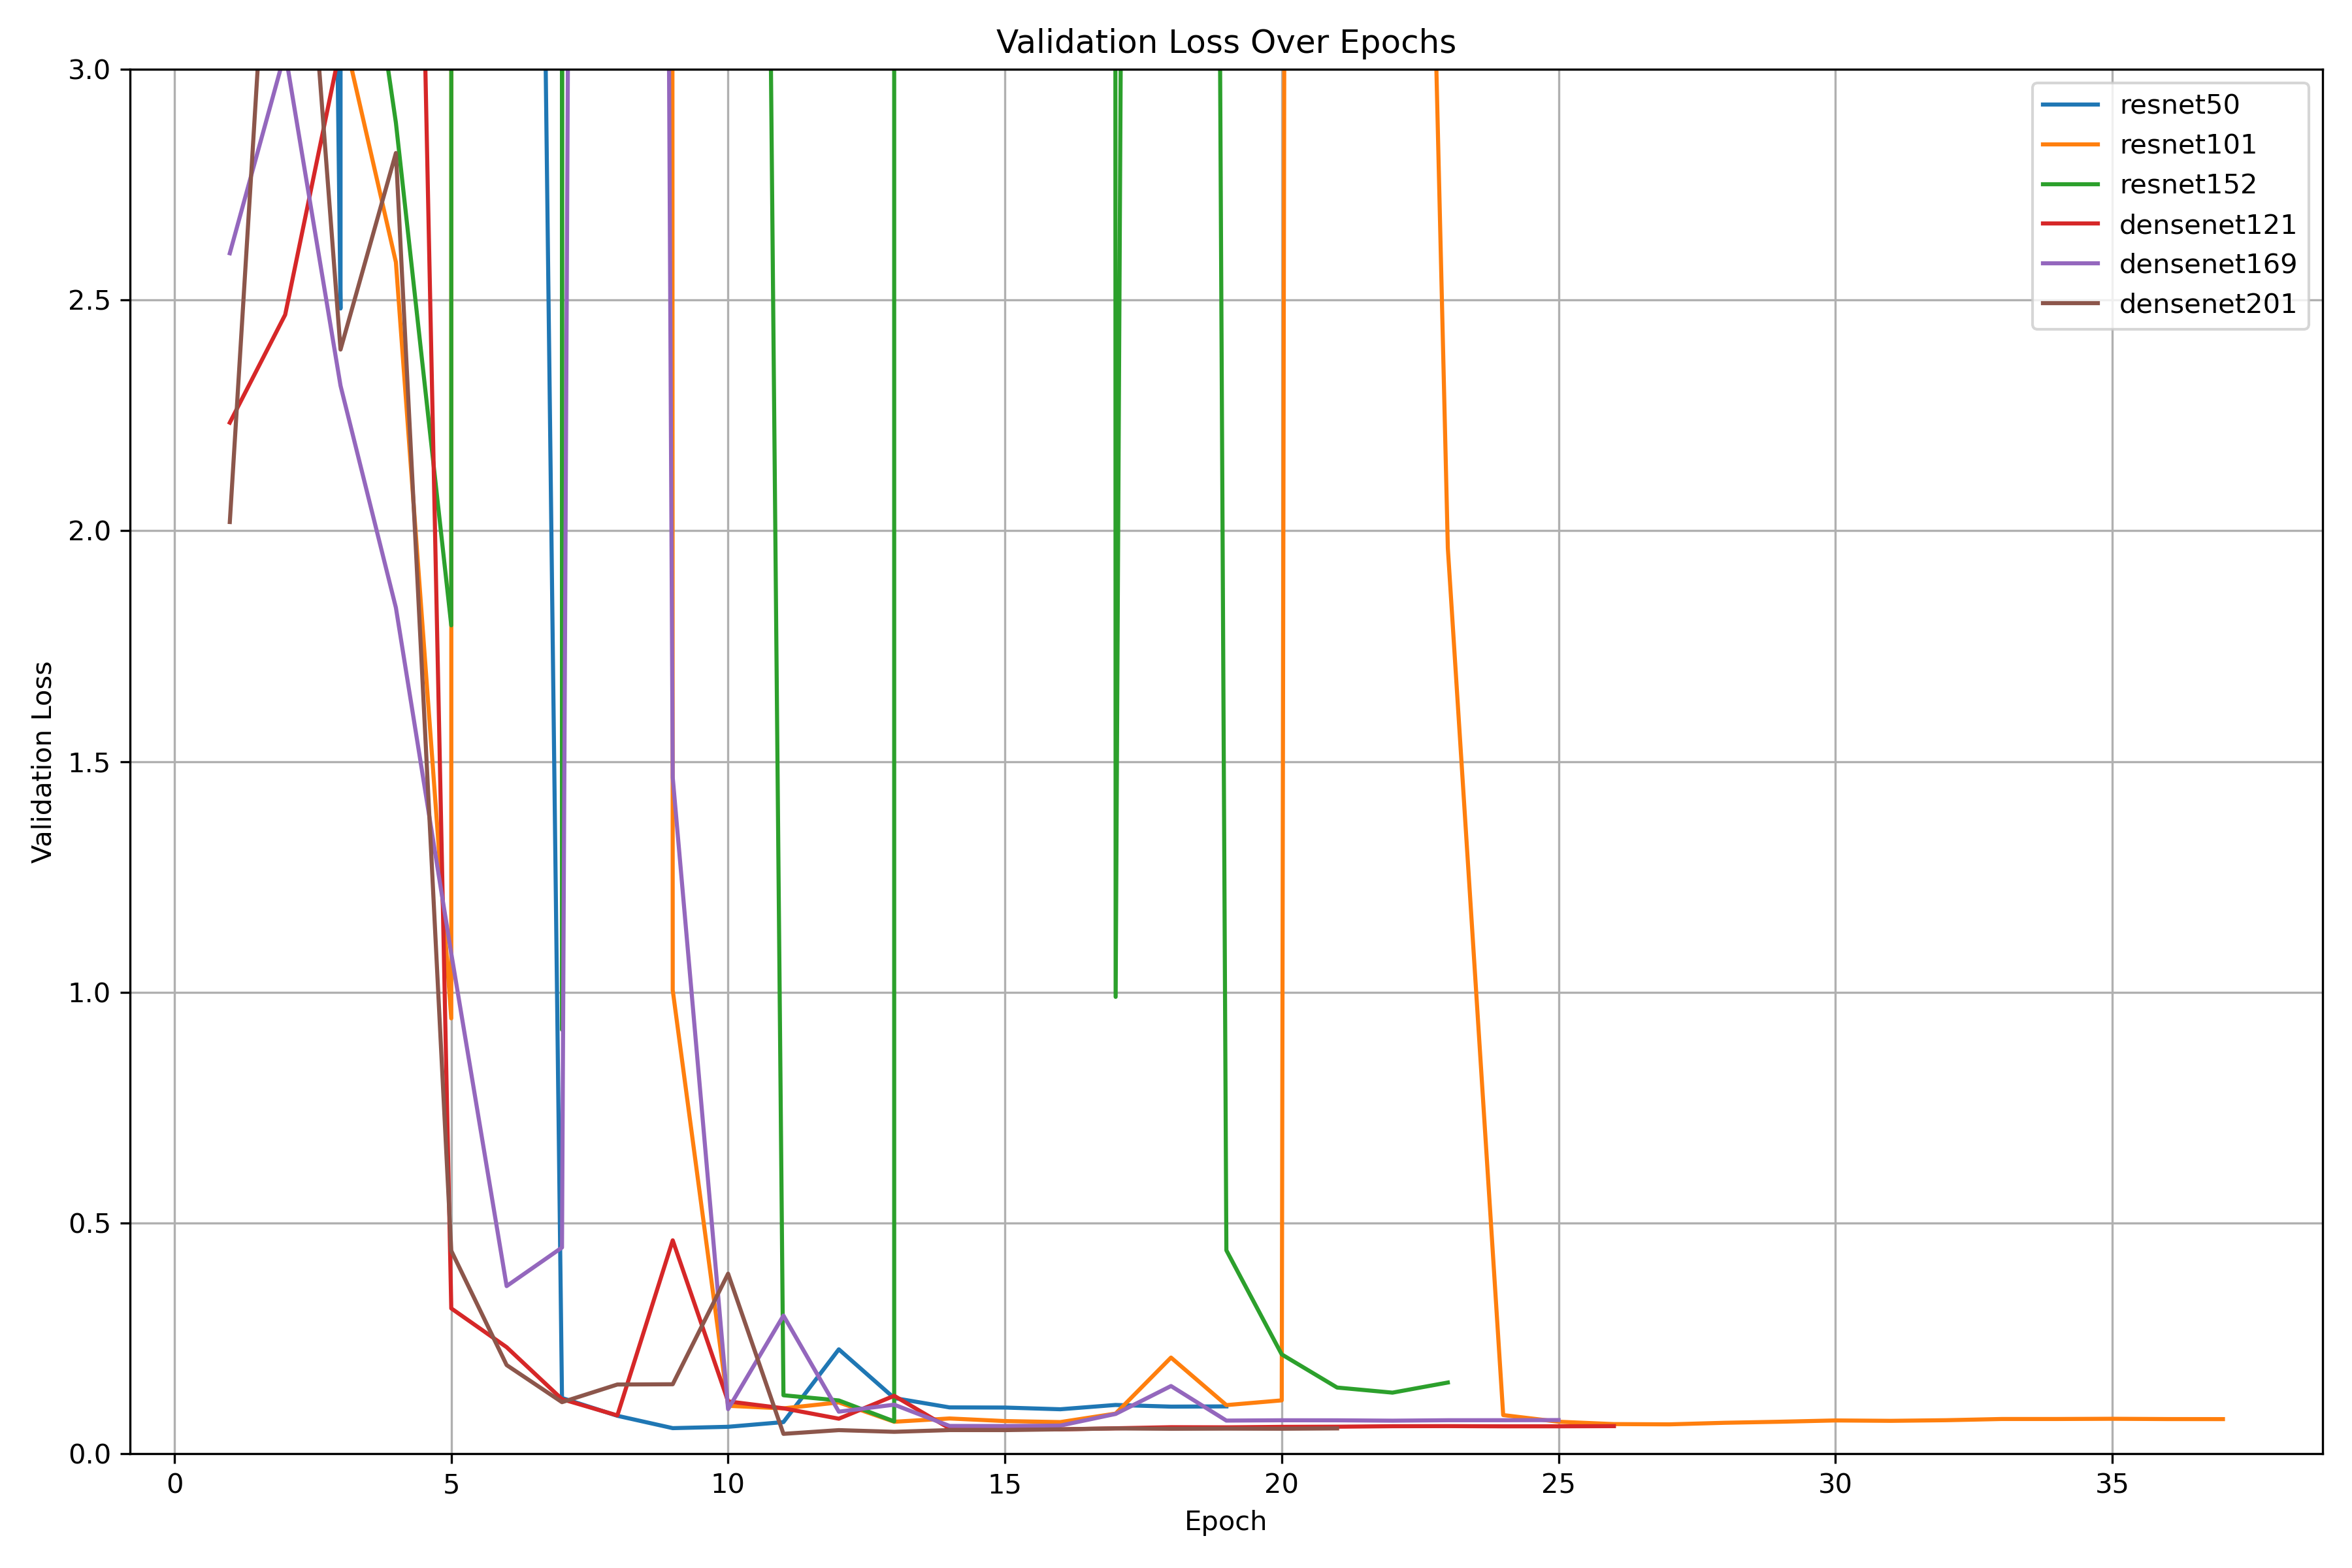 Validation Loss Over Epochs
3.0
2.5
2.0
1.5
1.0
0.5
0.0
Validation Loss
0 5 10 15 20 25 30 35
Epoch
resnet50
resnet101
resnet152
densenet121
densenet169
densenet201